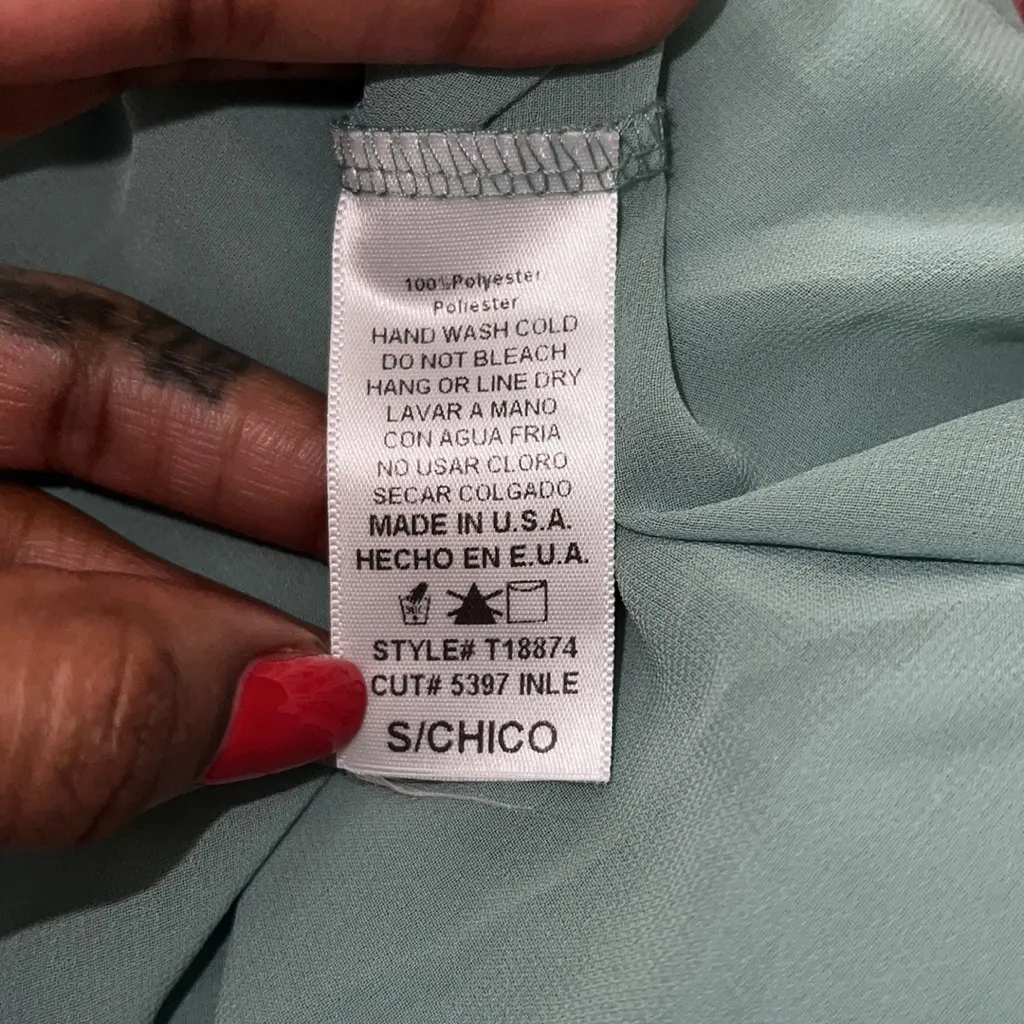 100%Polyester
Poliester
HAND WASH COLD
DO NOT BLEACH
HANG OR LINE DRY
LAVAR A MANO
CON AGUA FRIA
NO USAR CLORO
SECAR COLGADO
MADE IN U.S.A.
HECHO EN E.U.A.
STYLE# T18874
CUT# 5397 INLE
S/CHICO